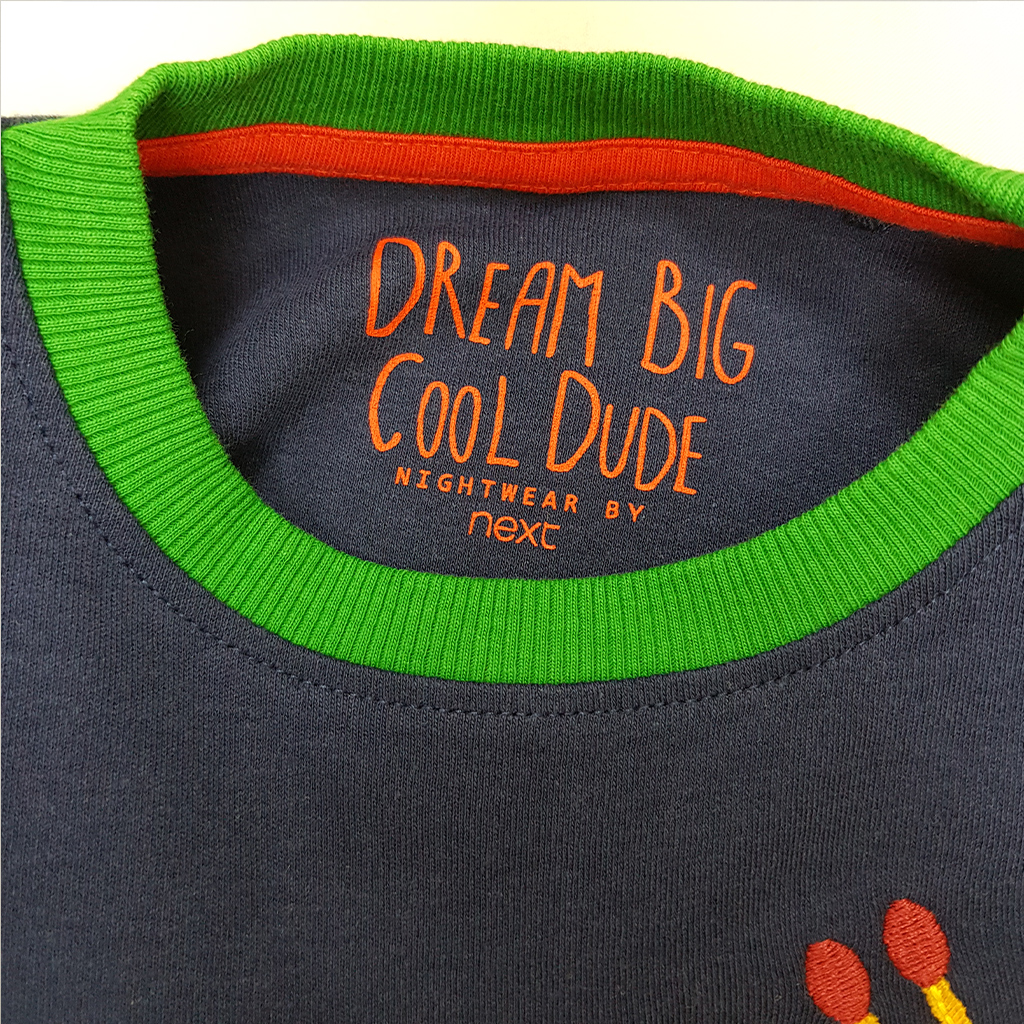 DREAM BIG
COOL DUDE
NIGHTWEAR BY
next